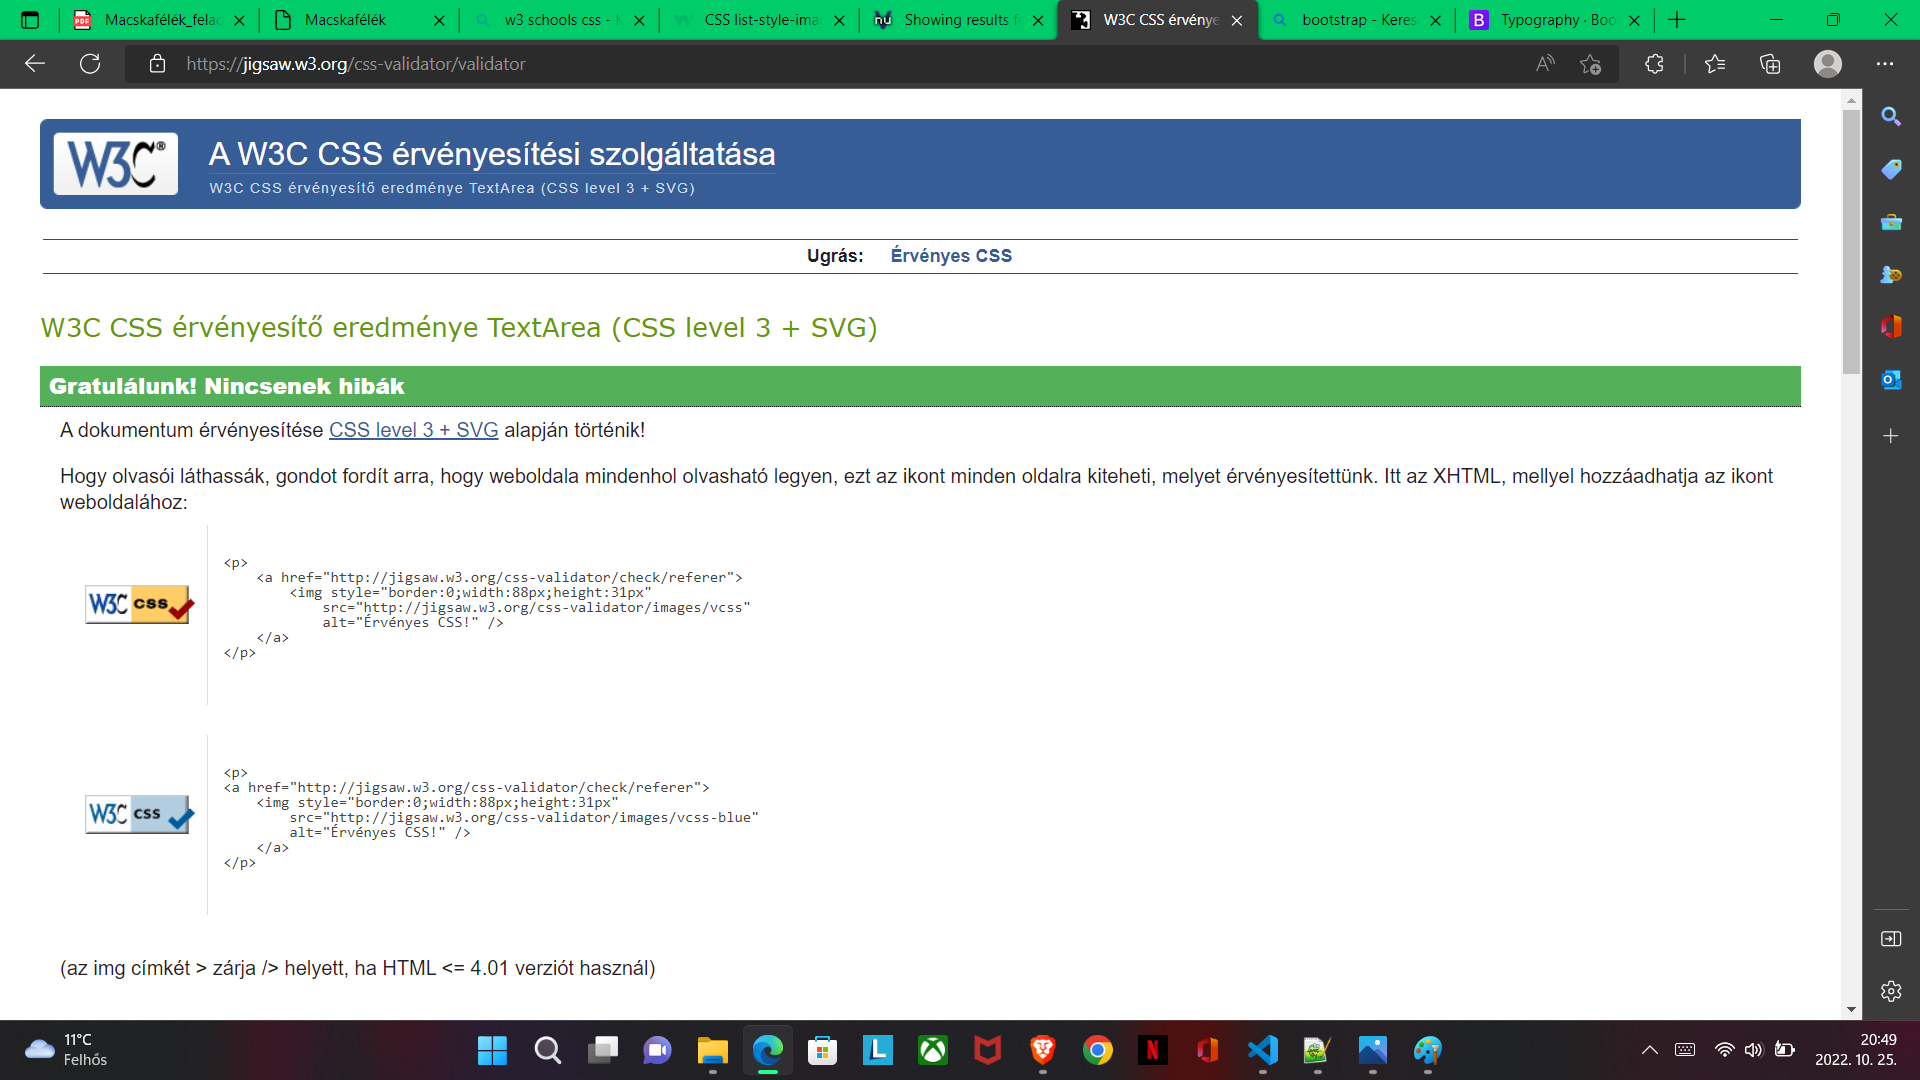 Macskafélék_felac
Macskafélék
w3 schools css - K
CSS list-style-ima
Showing results f
W3C CSS érvénye
bootstrap - Keres
Typography · Boo
https://jigsaw.w3.org/css-validator/validator
W3C®
A W3C CSS érvényesítési szolgáltatása
W3C CSS érvényesítő eredménye TextArea (CSS level 3 + SVG)
Ugrás: Érvényes CSS
W3C CSS érvényesítő eredménye TextArea (CSS level 3 + SVG)
Gratulálunk! Nincsenek hibák
A dokumentum érvényesítése CSS level 3 + SVG alapján történik!
Hogy olvasói láthassák, gondot fordít arra, hogy weboldala mindenhol olvasható legyen, ezt az ikont minden oldalra kiteheti, melyet érvényesítettünk. Itt az XHTML, mellyel hozzáadhatja az ikont
weboldalához:
W3C css
<p>
<a href="http://jigsaw.w3.org/css-validator/check/referer">
<img style="border:0;width:88px;height:31px"
src="http://jigsaw.w3.org/css-validator/images/vcss"
alt="Érvényes CSS!" />
</a>
</p>
W3C css
<p>
<a href="http://jigsaw.w3.org/css-validator/check/referer">
<img style="border:0;width:88px;height:31px"
src="http://jigsaw.w3.org/css-validator/images/vcss-blue"
alt="Érvényes CSS!" />
</a>
</p>
(az img címkét > zárja /> helyett, ha HTML <= 4.01 verziót használ)
11°C
Felhős
20:49
2022. 10. 25.